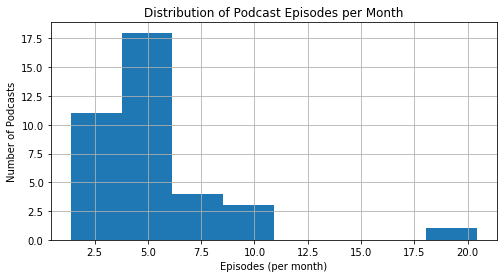 Distribution of Podcast Episodes per Month
Number of Podcasts
17.5
15.0
12.5
10.0
7.5
5.0
2.5
0.0
2.5 5.0 7.5 10.0 12.5 15.0 17.5 20.0
Episodes (per month)